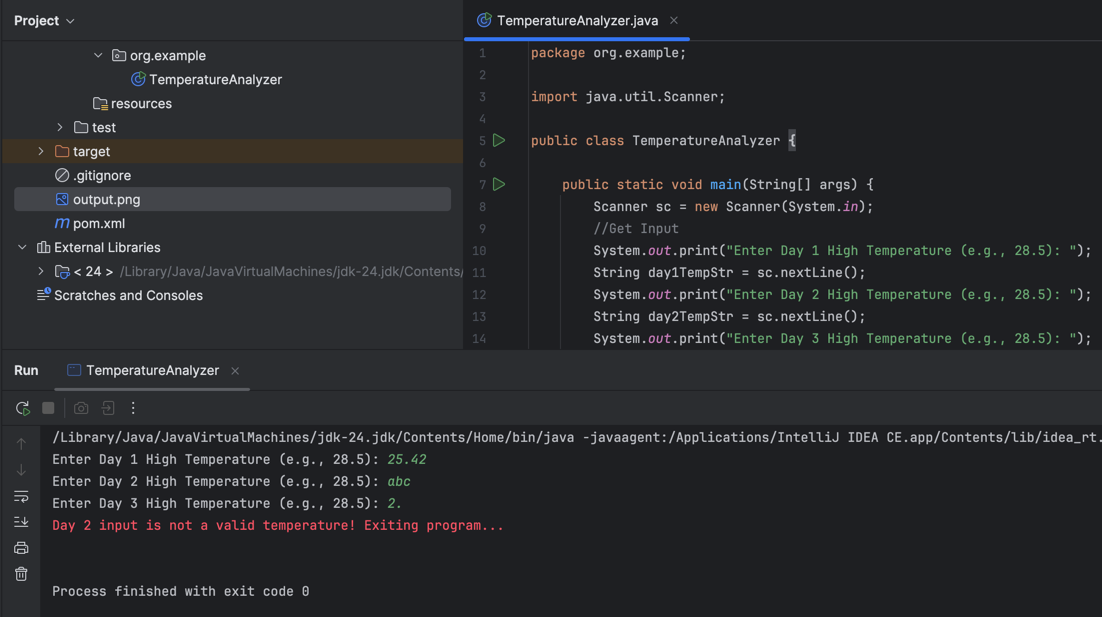 Project
org.example
TemperatureAnalyzer
resources
test
target
.gitignore
output.png
pom.xml
External Libraries
< 24 > /Library/Java/JavaVirtualMachines/jdk-24.jdk/Contents/
Scratches and Consoles
TemperatureAnalyzer.java
1 package org.example;
2
3 import java.util.Scanner;
4
5 public class TemperatureAnalyzer {
6
7 public static void main(String[] args) {
8 Scanner sc = new Scanner(System.in);
9 //Get Input
10 System.out.print("Enter Day 1 High Temperature (e.g., 28.5): ");
11 String day1TempStr = sc.nextLine();
12 System.out.print("Enter Day 2 High Temperature (e.g., 28.5): ");
13 String day2TempStr = sc.nextLine();
14 System.out.print("Enter Day 3 High Temperature (e.g., 28.5): ");
Run TemperatureAnalyzer
/Library/Java/JavaVirtualMachines/jdk-24.jdk/Contents/Home/bin/java -javaagent:/Applications/IntelliJ IDEA CE.app/Contents/lib/idea_rt.
Enter Day 1 High Temperature (e.g., 28.5): 25.42
Enter Day 2 High Temperature (e.g., 28.5): abc
Enter Day 3 High Temperature (e.g., 28.5): 2.
Day 2 input is not a valid temperature! Exiting program...
Process finished with exit code 0